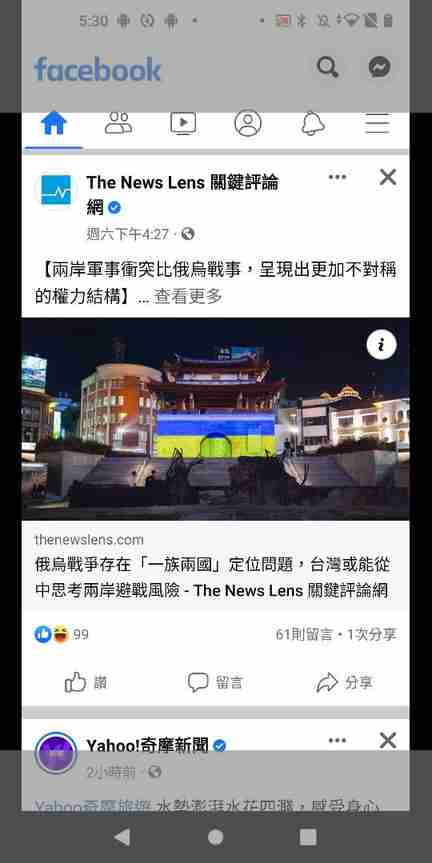 5:30
facebook
The News Lens 關鍵評論
網
週六下午4:27 ·
【兩岸軍事衝突比俄烏戰事，呈現出更加不對稱
的權力結構】... 查看更多
thenewslens.com
俄烏戰爭存在「一族兩國」定位問題，台灣或能從
中思考兩岸避戰風險 - The News Lens 關鍵評論網
99
61則留言 • 1次分享
讚
留言
分享
Yahoo!奇摩新聞
2小時前 ·
Yahoo奇摩旅遊 水勢澎湃水花四濺，感受身心